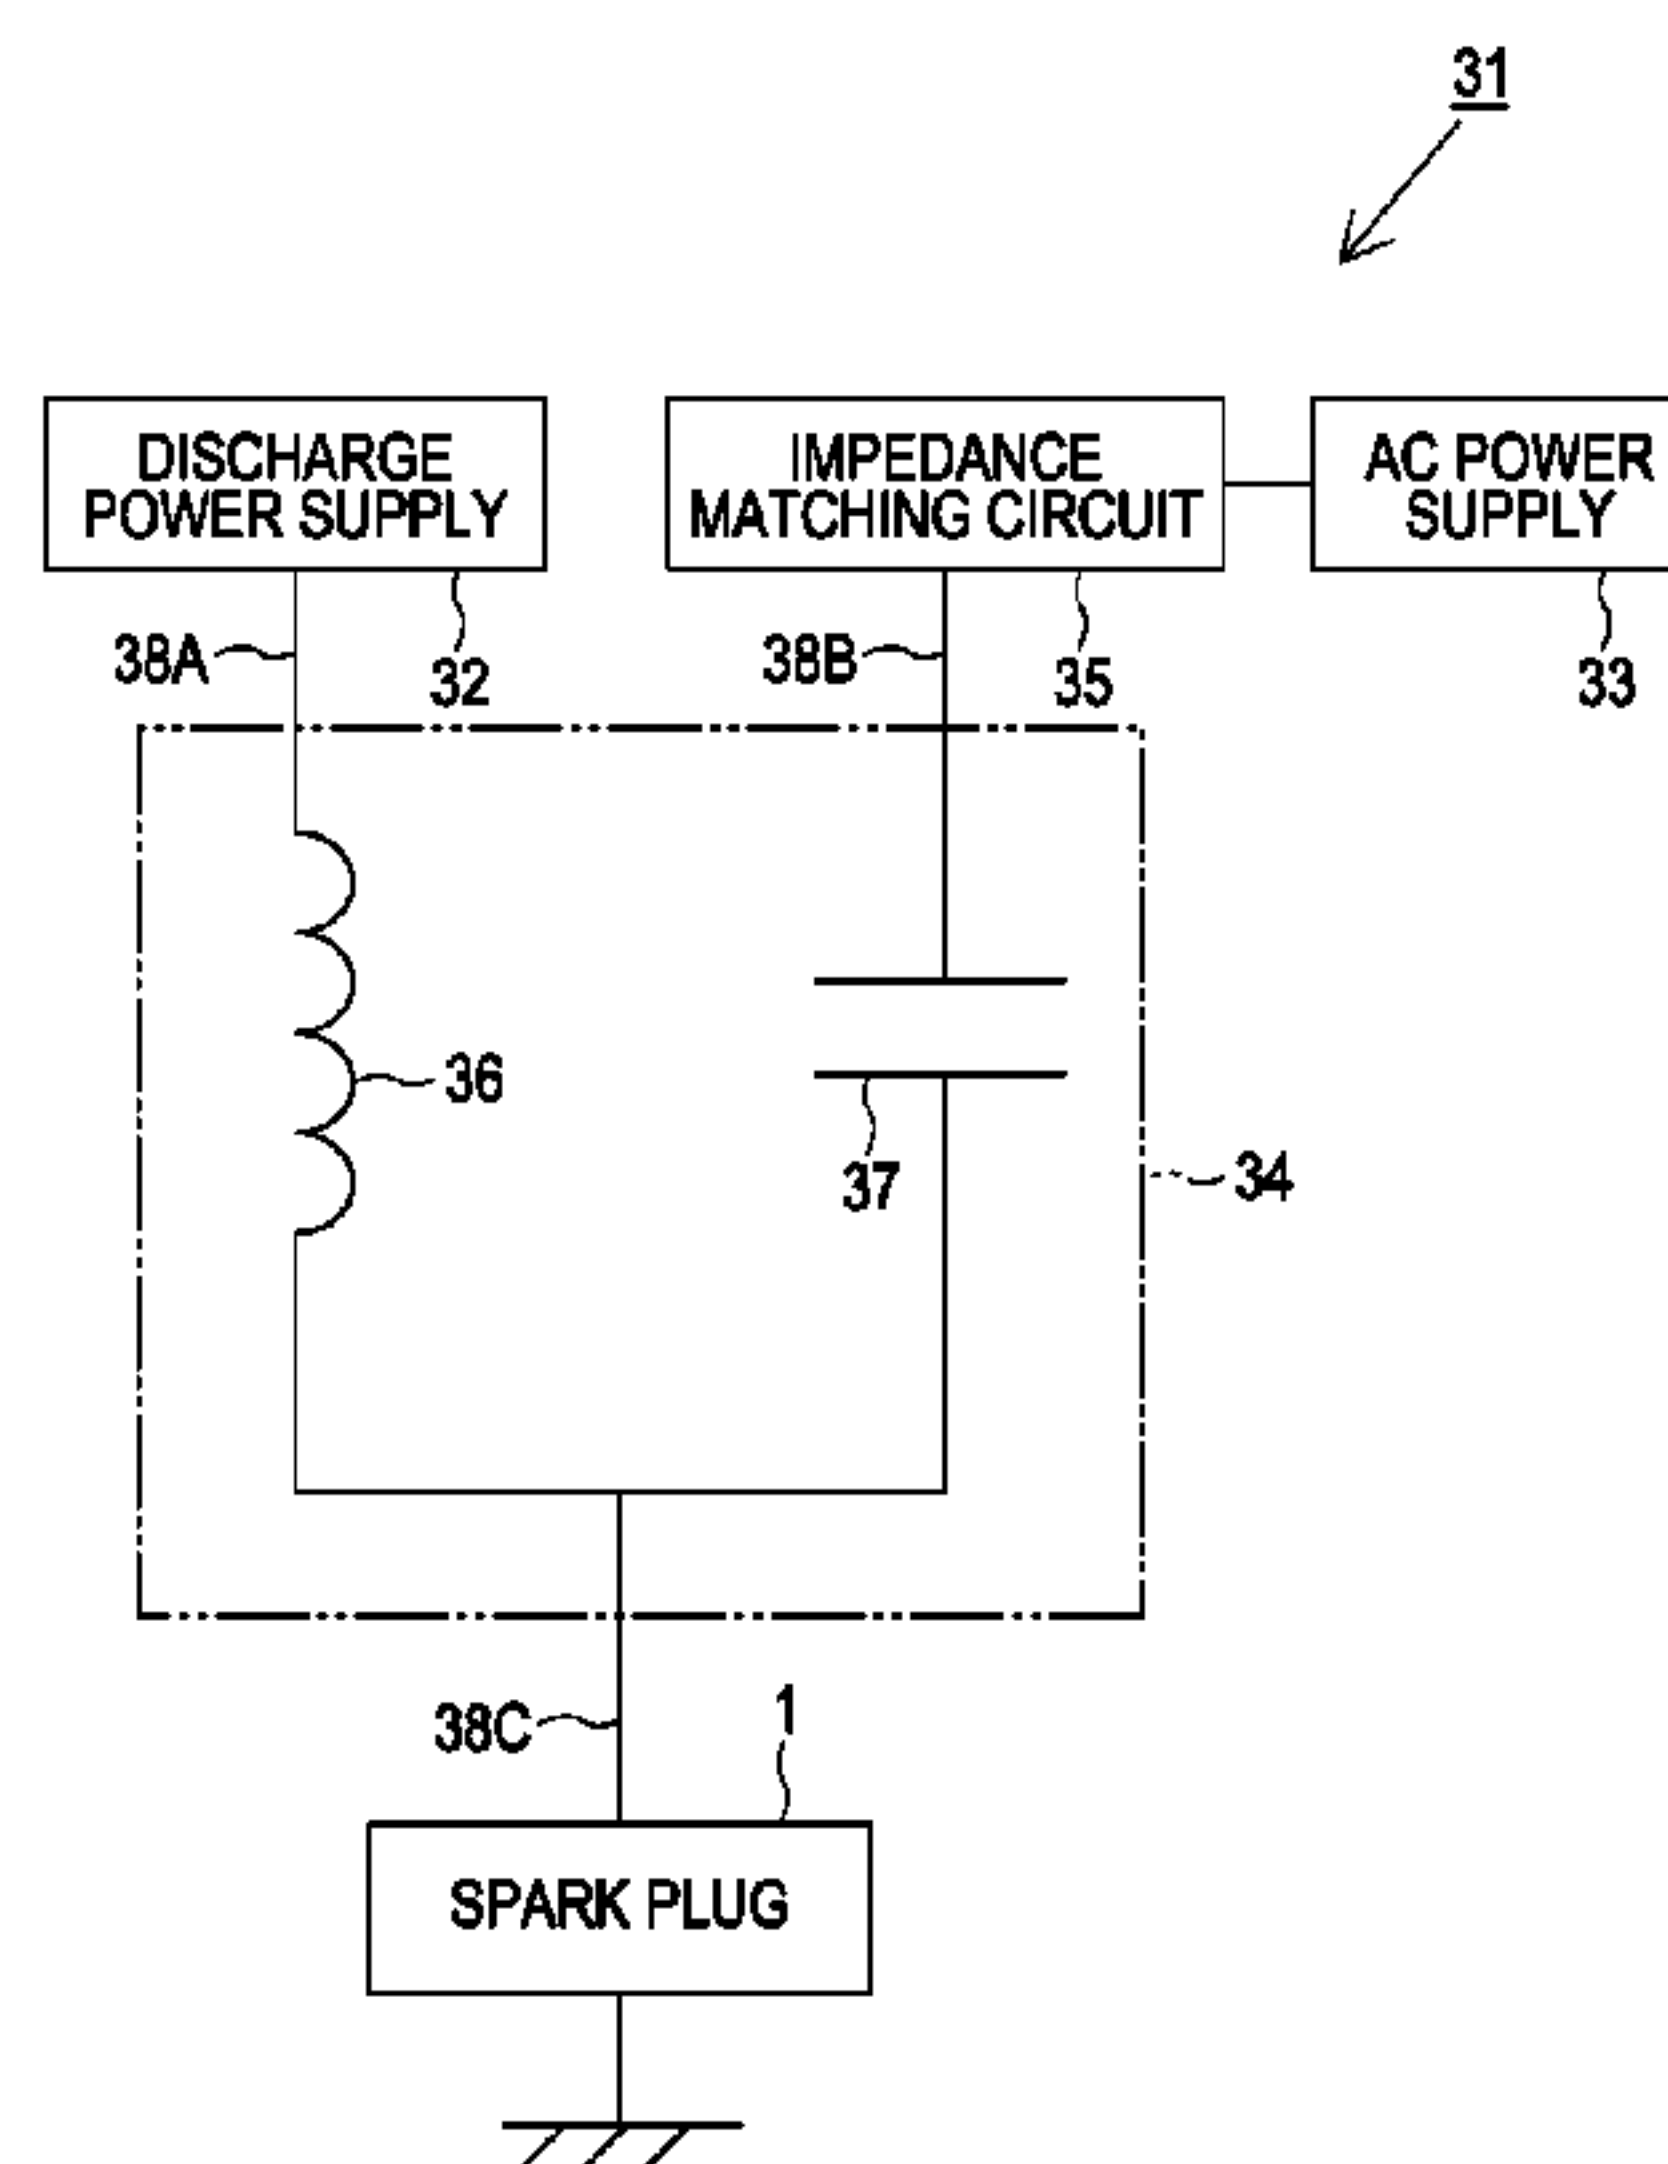 31
DISCHARGE
POWER SUPPLY
IMPEDANCE
MATCHING CIRCUIT
AC POWER
SUPPLY
38A
32
38B
35
33
36
37
34
38C
1
SPARK PLUG